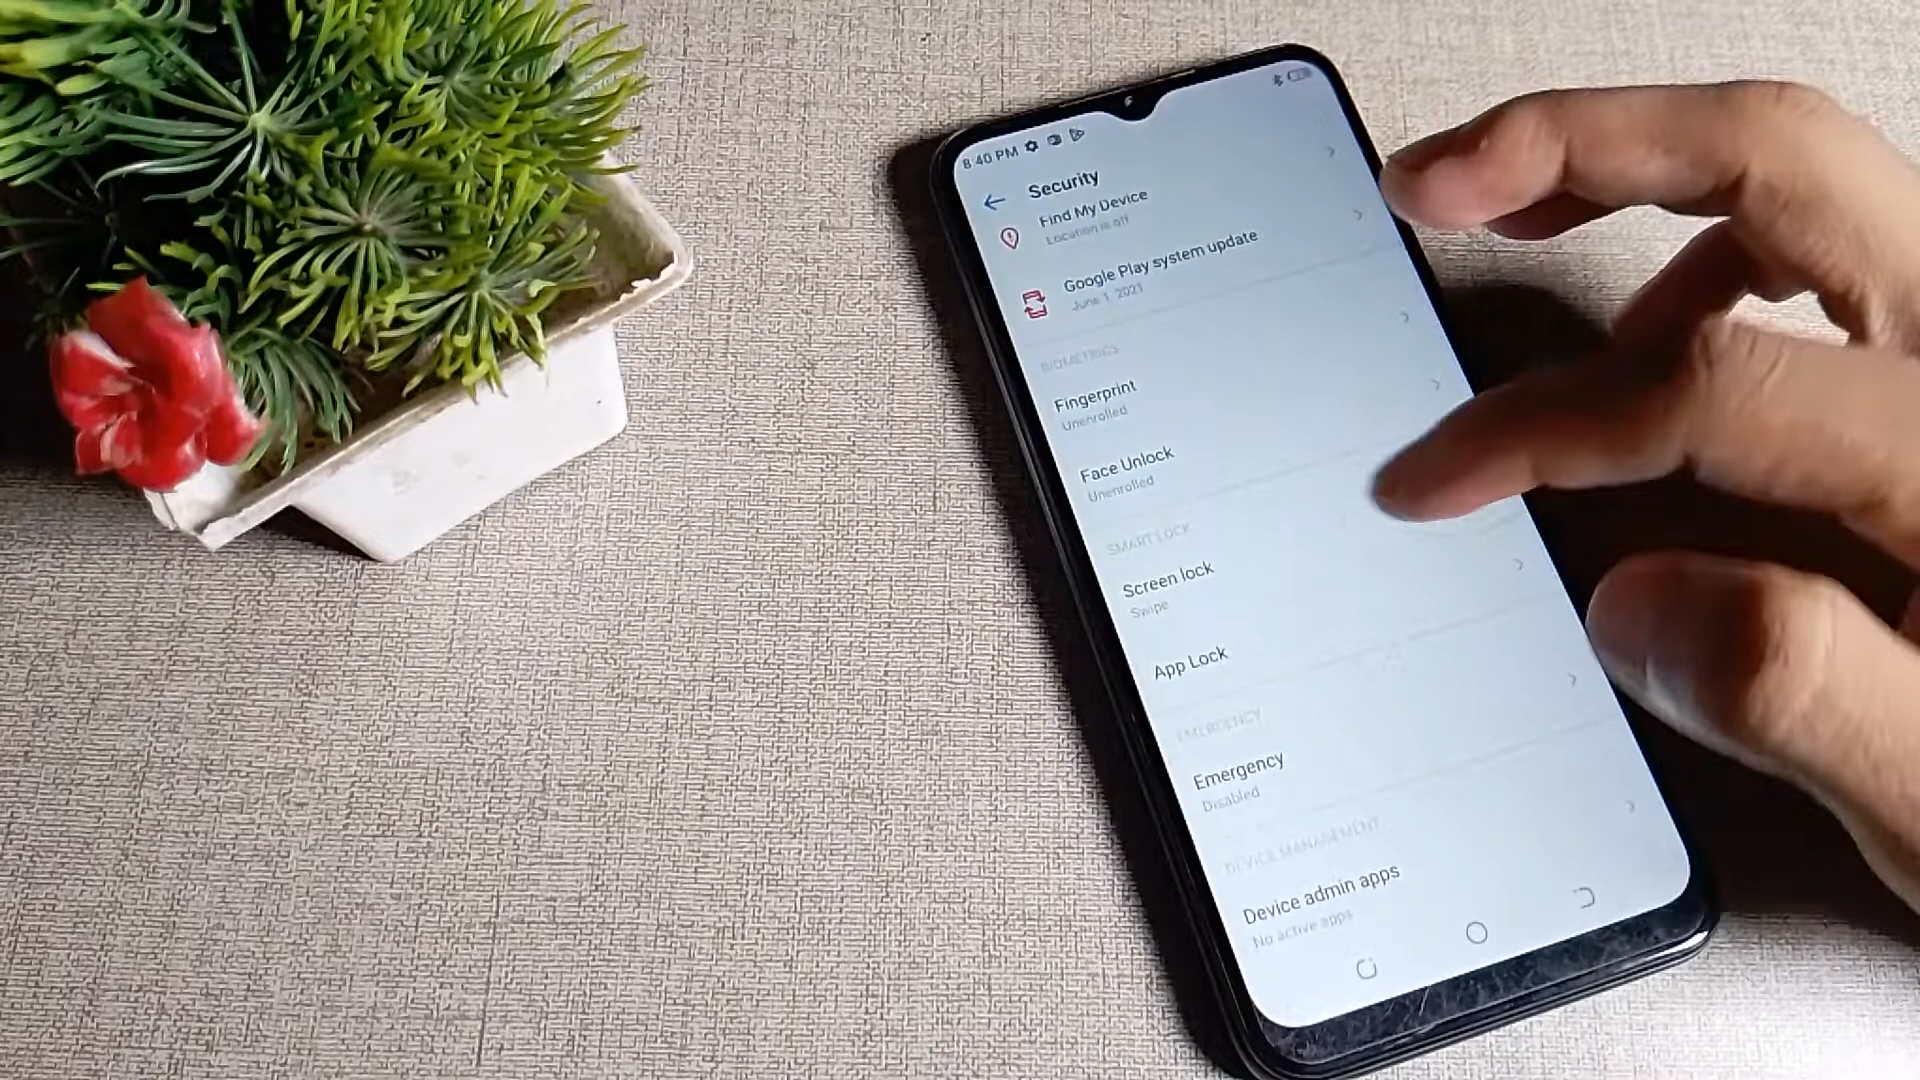 8:40 PM
Security
Find My Device
Location is off
Google Play system update
June 1, 2021
BIOMETRICS
Fingerprint
Unenrolled
Face Unlock
Unenrolled
SMART LOCK
Screen lock
Swipe
App Lock
EMERGENCY
Emergency
Disabled
DEVICE MANAGEMENT
Device admin apps
No active apps